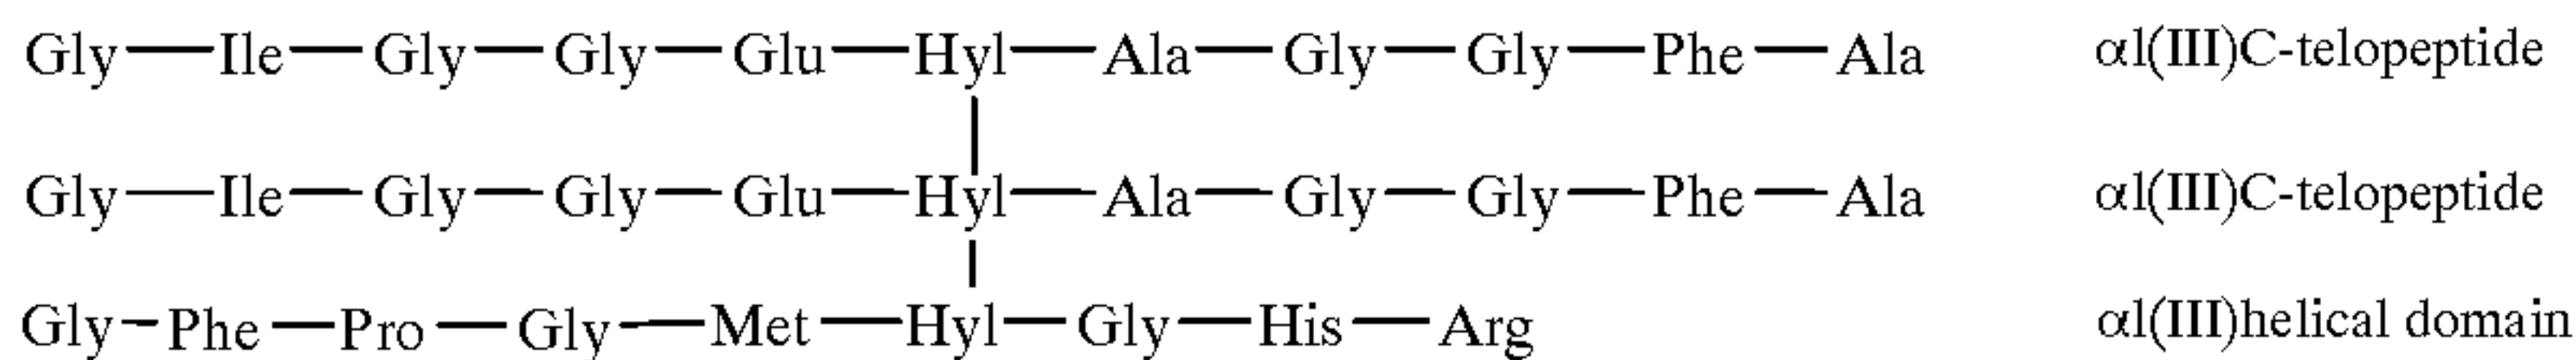 Gly—Ile—Gly—Gly—Glu—Hyl—Ala—Gly—Gly—Phe—Ala αl(III)C-telopeptide
Gly—Ile—Gly—Gly—Glu—Hyl—Ala—Gly—Gly—Phe—Ala αl(III)C-telopeptide
Gly—Phe—Pro—Gly—Met—Hyl—Gly—His—Arg αl(III)helical domain